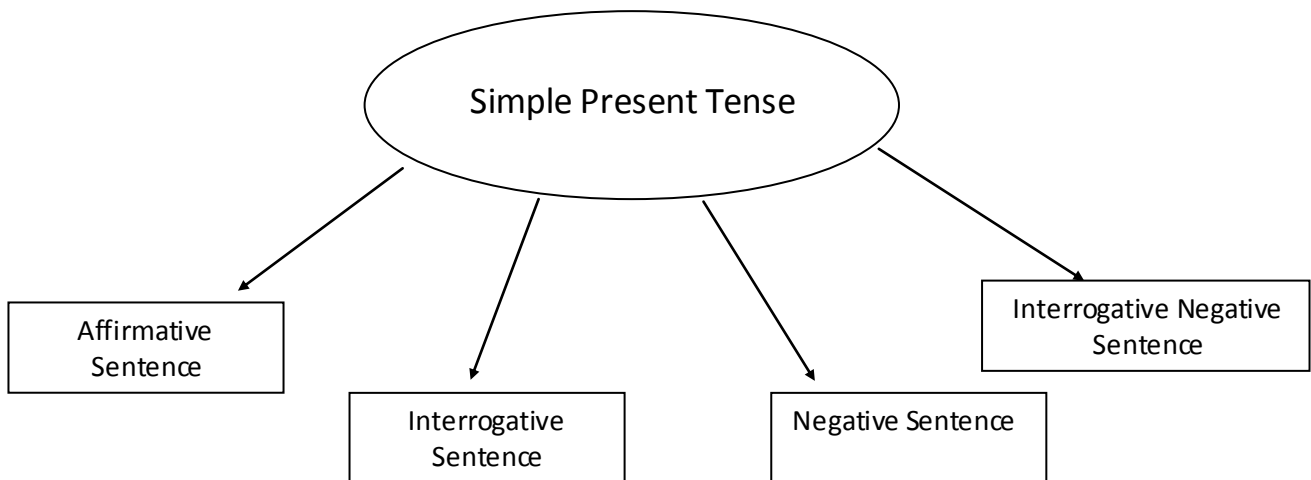 Simple Present Tense
Affirmative
Sentence
Interrogative
Sentence
Negative Sentence
Interrogative Negative
Sentence